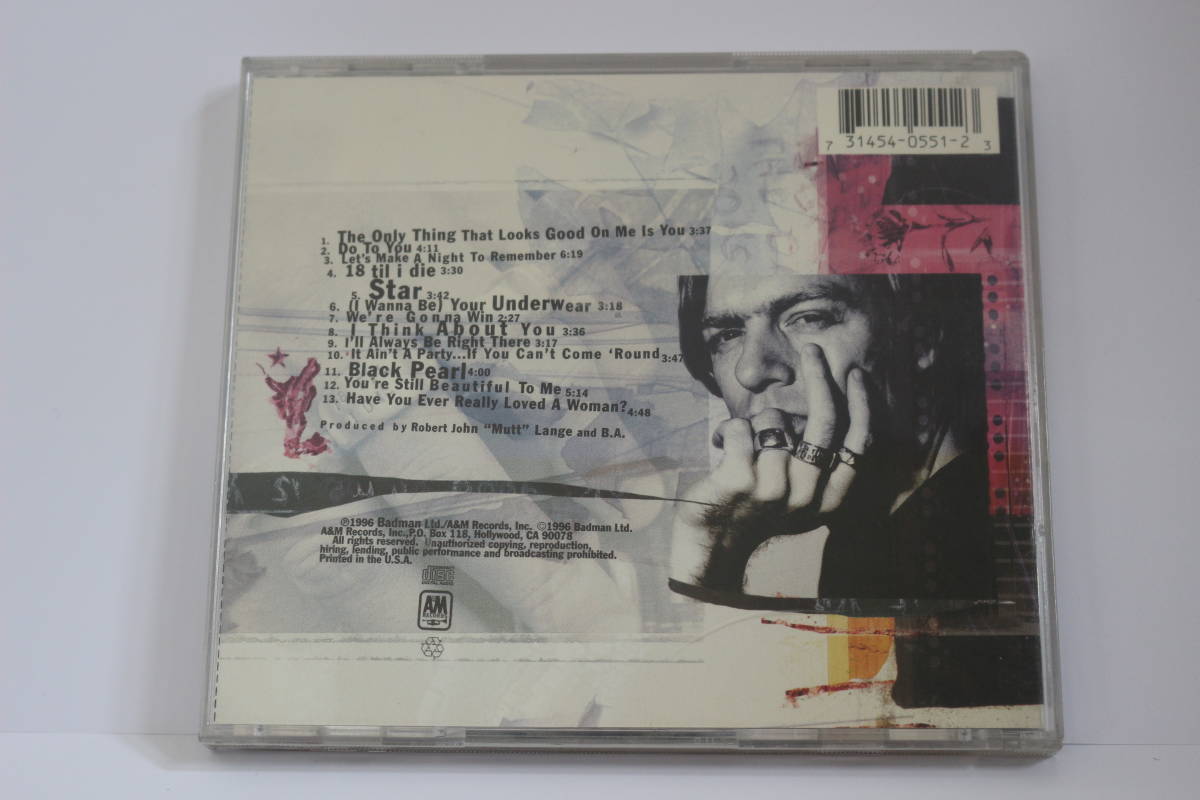 7 31454-0551-2 3
1. The Only Thing That Looks Good On Me Is You 3:37
2. Do To You 4:11
3. Let's Make A Night To Remember 6:19
4. 18 til i die 3:30
5. Star 3:42
6. (I Wanna Be) Your Underwear 3:18
7. We're Gonna Win 2:27
8. I Think About You 3:36
9. I'll Always Be Right There 3:17
10. It Ain't A Party...If You Can't Come 'Round 3:47
11. Black Pearl 4:00
12. You're Still Beautiful To Me 5:14
13. Have You Ever Really Loved A Woman? 4:48
Produced by Robert John "Mutt" Lange and B.A.
℗1996 Badman Ltd./A&M Records, Inc. ©1996 Badman Ltd.
A&M Records, Inc., P.O. Box 118, Hollywood, CA 90078
All rights reserved. Unauthorized copying, reproduction,
hiring, lending, public performance and broadcasting prohibited.
Printed in the U.S.A.
disc
DIGITAL AUDIO
A&M
RECORDS